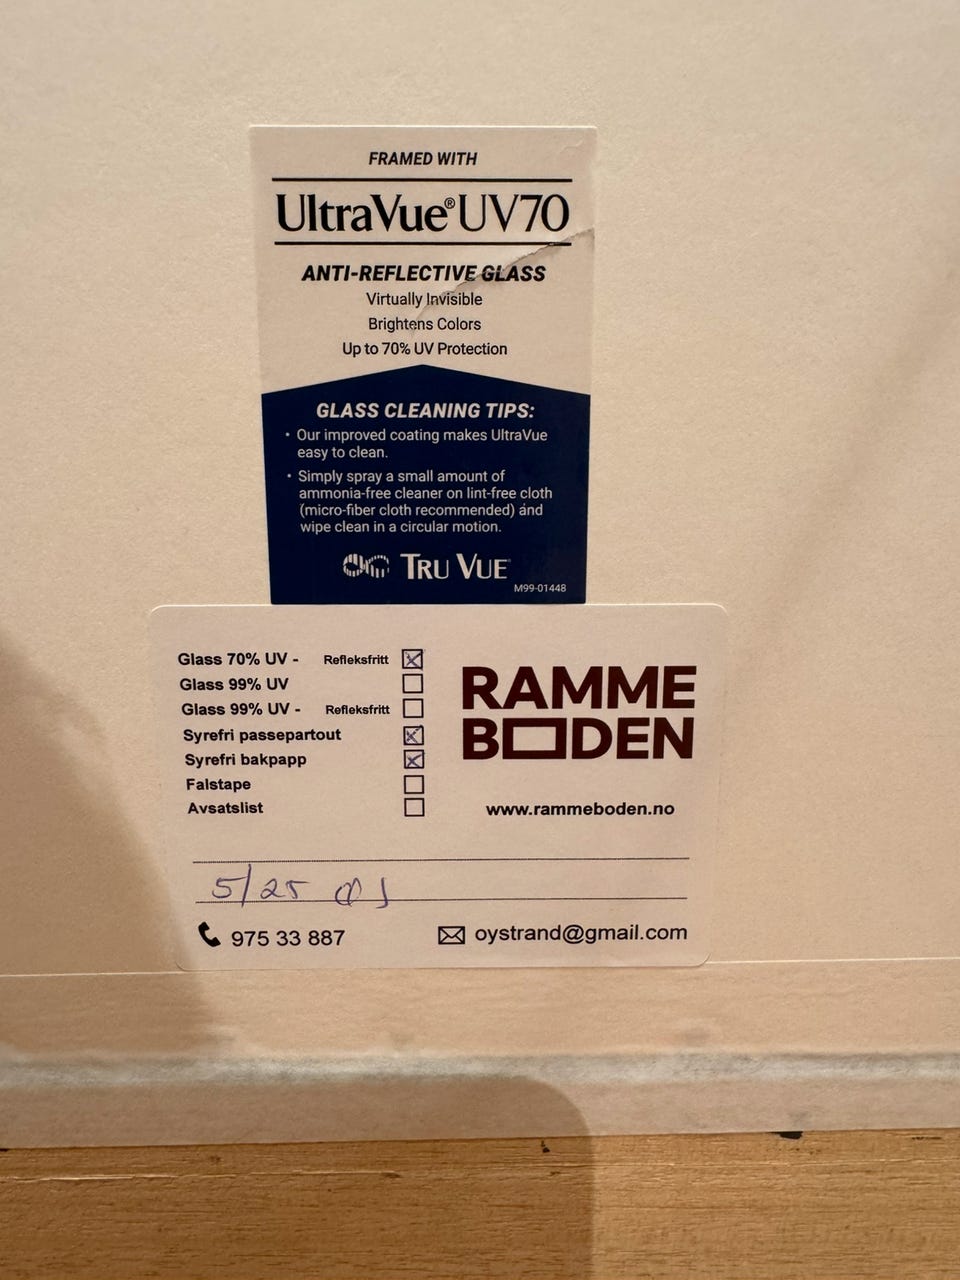 FRAMED WITH
UltraVue® UV70
ANTI-REFLECTIVE GLASS
Virtually Invisible
Brightens Colors
Up to 70% UV Protection
GLASS CLEANING TIPS:
• Our improved coating makes UltraVue
easy to clean.
• Simply spray a small amount of
ammonia-free cleaner on lint-free cloth
(micro-fiber cloth recommended) and
wipe clean in a circular motion.
TRU VUE
M99-01448
Glass 70% UV - Refleksfritt
Glass 99% UV
Glass 99% UV - Refleksfritt
Syrefri passepartout
Syrefri bakpapp
Falstape
Avsatslist
RAMME
BODEN
www.rammeboden.no
5/25
975 33 887
oystrand@gmail.com